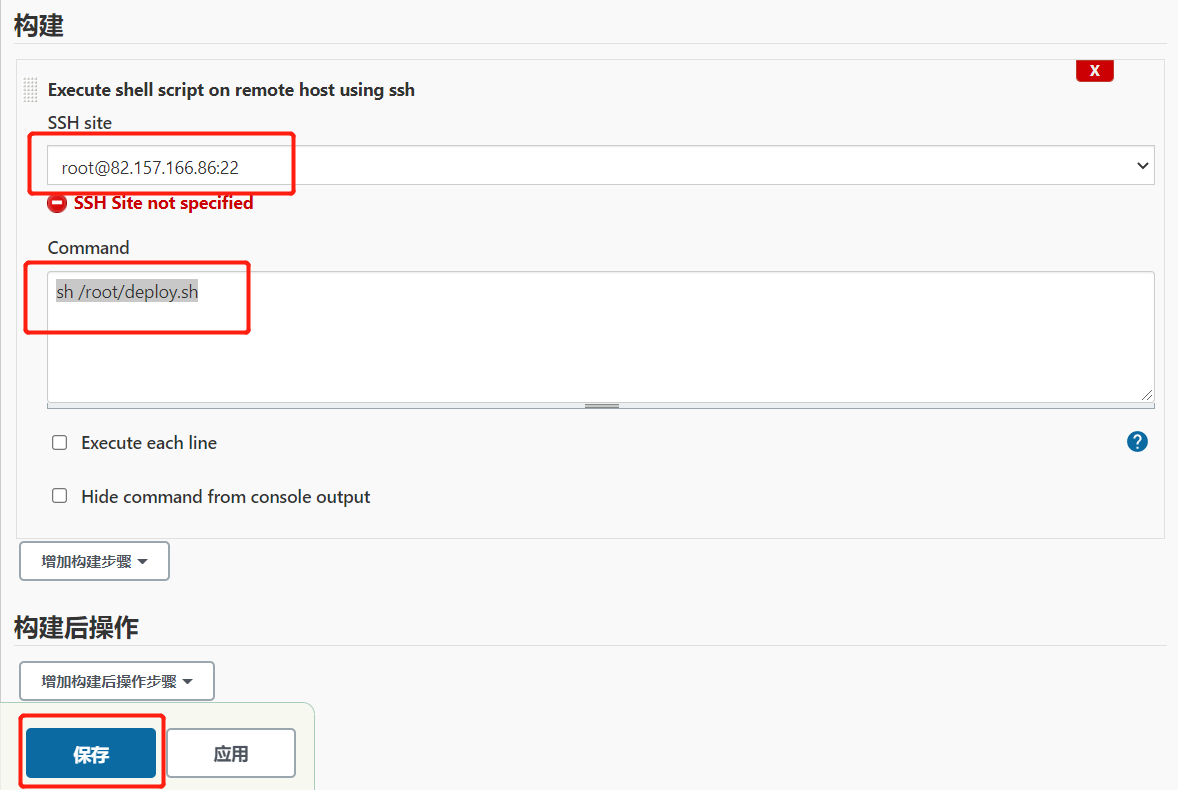 构建
X
Execute shell script on remote host using ssh
SSH site
root@82.157.166.86:22
SSH Site not specified
Command
sh /root/deploy.sh
Execute each line
?
Hide command from console output
增加构建步骤
构建后操作
增加构建后操作步骤
保存 应用